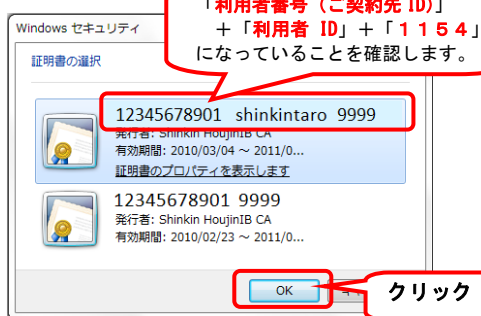 「利用者番号（ご契約先 ID）」
＋「利用者 ID」＋「１１５４」
になっていることを確認します。
Windows セキュリティ
証明書の選択
12345678901 shinkintaro 9999
発行者: Shinkin HoujinIB CA
有効期間: 2010/03/04 ～ 2011/0...
証明書のプロパティを表示します
12345678901 9999
発行者: Shinkin HoujinIB CA
有効期間: 2010/02/23 ～ 2011/0...
OK
クリック